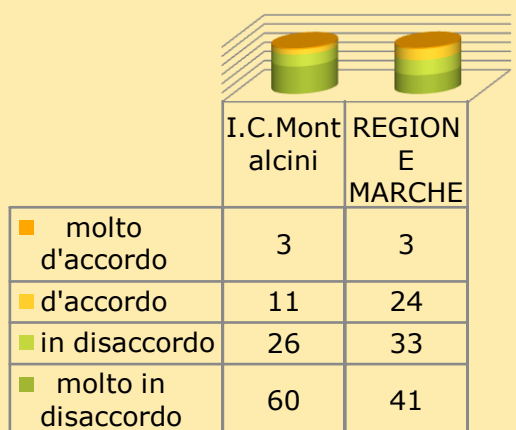 I.C.Mont REGION
alcini E
MARCHE
molto
d'accordo 3 3
d'accordo 11 24
in disaccordo 26 33
molto in
disaccordo 60 41